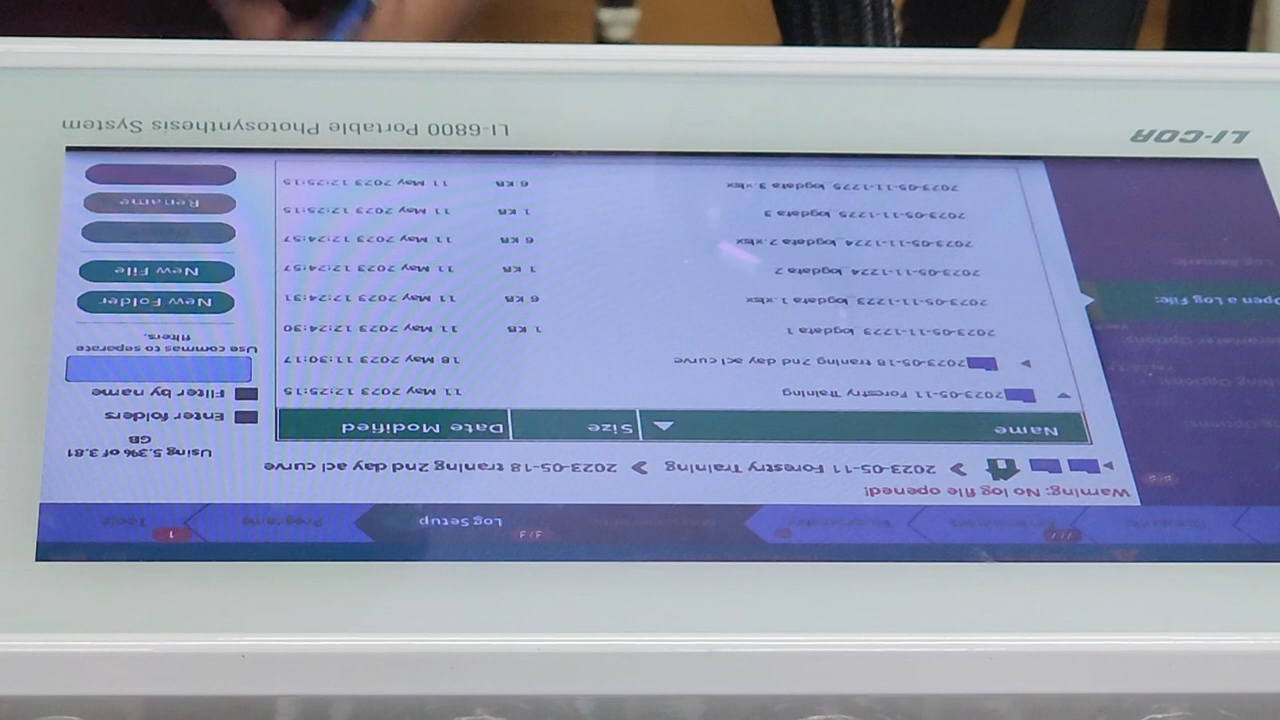 Tools
1
Programs
Log Setup
3/3
Warning: No log file opened!
2023-05-11 Forestry Training
2023-05-18 traning 2nd day aci curve
Using 5.3% of 3.81
GB
Name
Size
Date Modified
Enter folders
2023-05-11 Forestry Training 11 May 2023 12:25:15
Filter by name
2023-05-18 traning 2nd day aci curve 18 May 2023 11:30:17
2023-05-11-1223_logdata 1 1 KB 11 May 2023 12:24:30
Use commas to separate
filters.
2023-05-11-1223_logdata 1.xlsx 6 KB 11 May 2023 12:24:31
New Folder
Open a Log File:
2023-05-11-1224_logdata 2 1 KB 11 May 2023 12:24:57
New File
Log Remark:
2023-05-11-1224_logdata 2.xlsx 6 KB 11 May 2023 12:24:57
2023-05-11-1225_logdata 3 1 KB 11 May 2023 12:25:15
Rename
2023-05-11-1225_logdata 3.xlsx 6 KB 11 May 2023 12:25:15
LI-COR
LI-6800 Portable Photosynthesis System